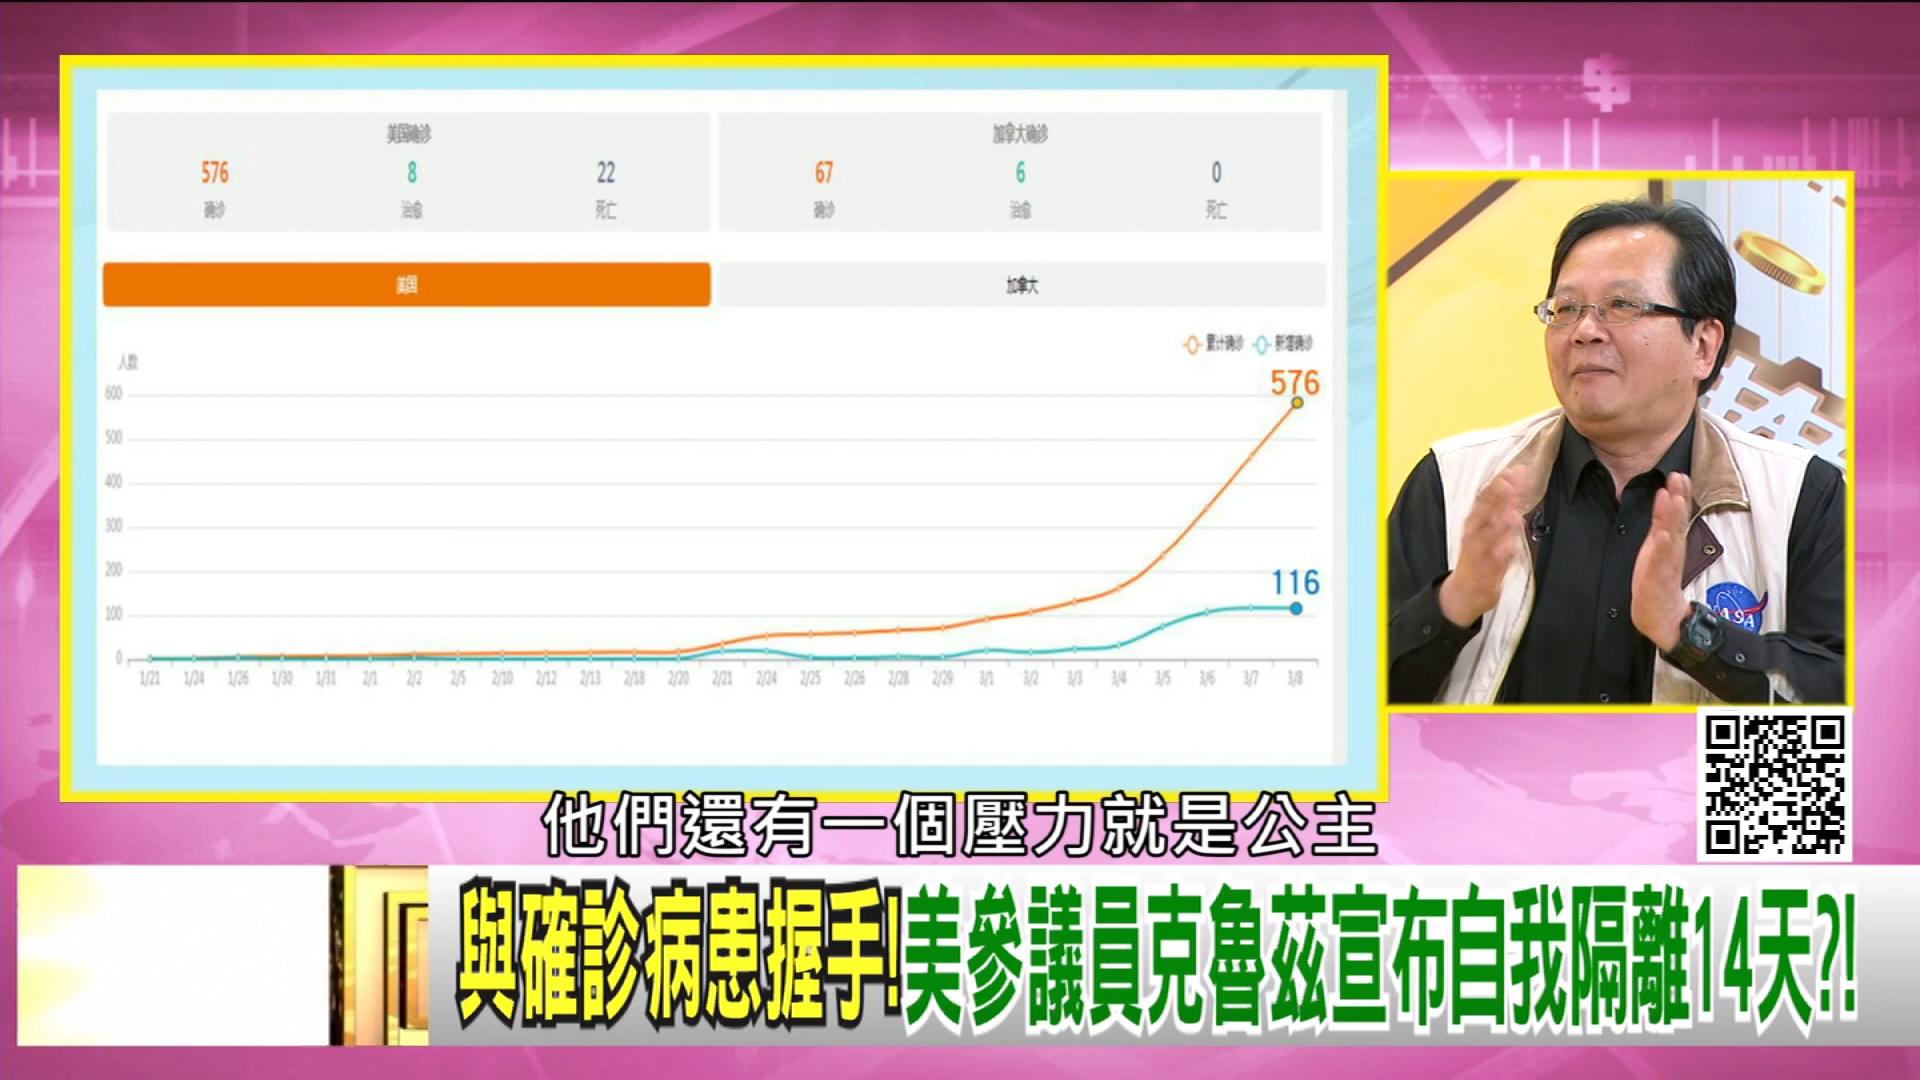 美国确诊
576 8 22
确诊 治愈 死亡
加拿大确诊
67 6 0
确诊 治愈 死亡
美国
加拿大
累计确诊 新增确诊
人数
576
116
600
500
400
300
200
100
0
1/21 1/24 1/26 1/30 1/31 2/1 2/2 2/5 2/10 2/12 2/13 2/18 2/20 2/21 2/24 2/25 2/26 2/28 2/29 3/1 3/2 3/3 3/4 3/5 3/6 3/7 3/8
NASA
他們還有一個壓力就是公主
與確診病患握手!美參議員克魯茲宣布自我隔離14天?!